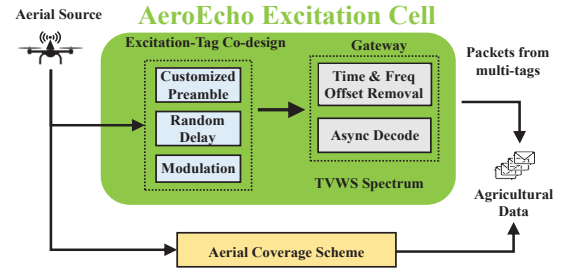 Aerial Source
AeroEcho Excitation Cell
Excitation-Tag Co-design
Customized
Preamble
Random
Delay
Modulation
Gateway
Time & Freq
Offset Removal
Async Decode
TVWS Spectrum
Packets from
multi-tags
Agricultural
Data
Aerial Coverage Scheme